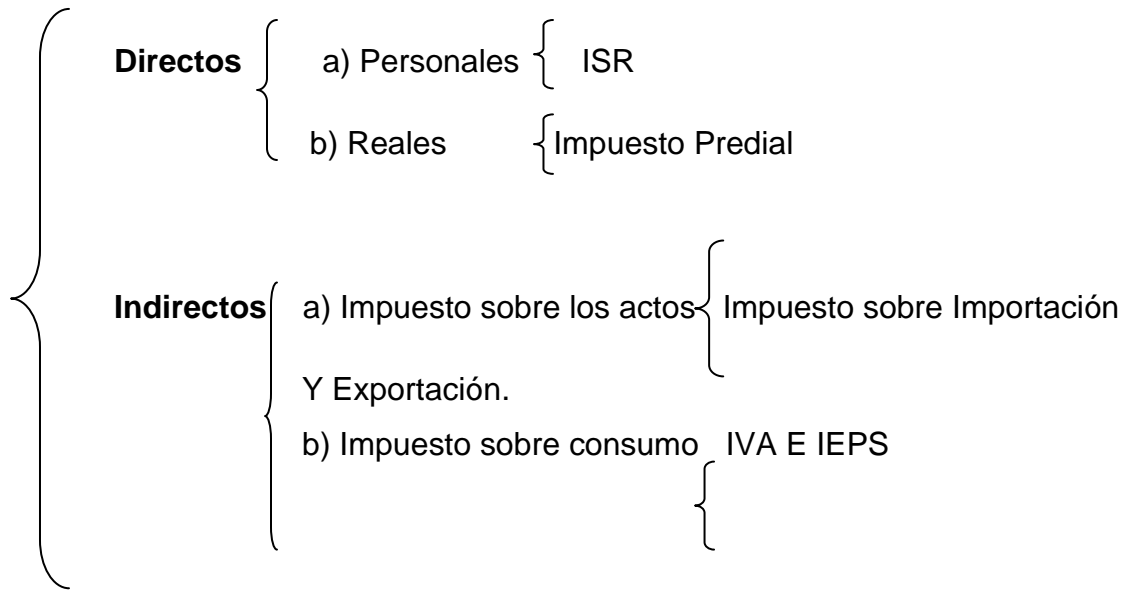 Directos a) Personales ISR
b) Reales Impuesto Predial
Indirectos a) Impuesto sobre los actos Impuesto sobre Importación
Y Exportación.
b) Impuesto sobre consumo IVA E IEPS